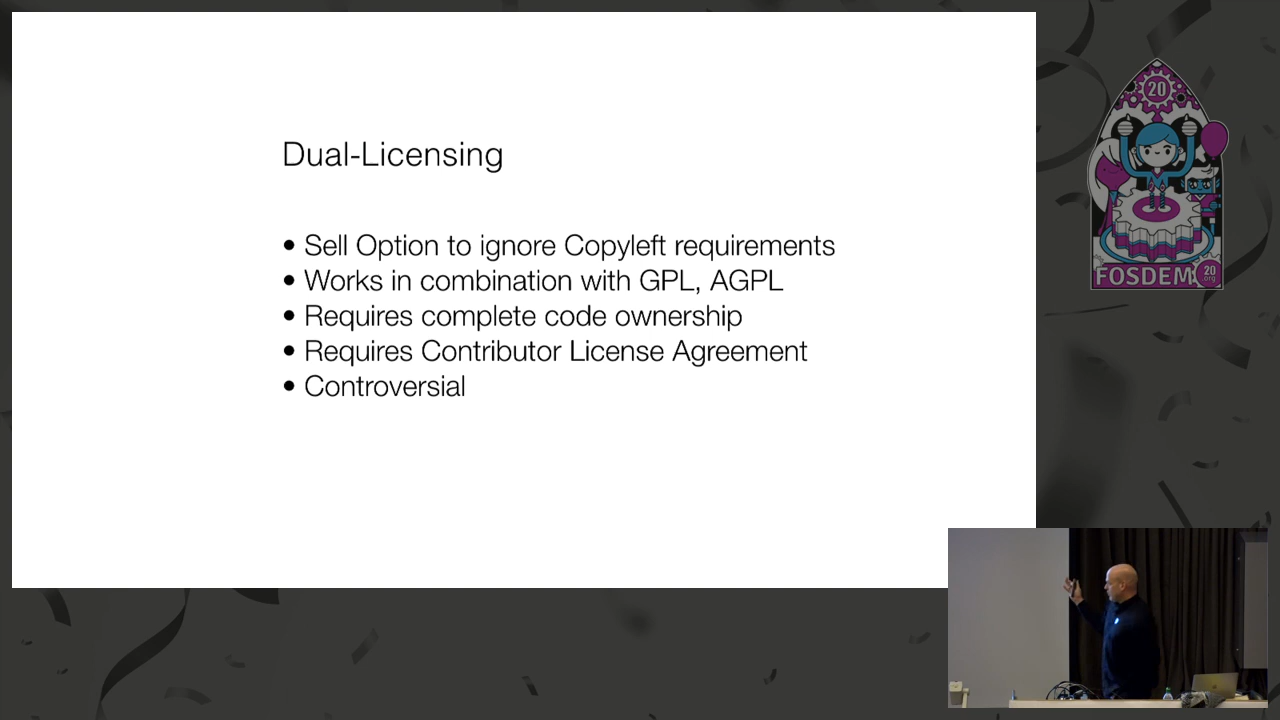 Dual-Licensing
• Sell Option to ignore Copyleft requirements
• Works in combination with GPL, AGPL
• Requires complete code ownership
• Requires Contributor License Agreement
• Controversial
20
FOSDEM
20
.org